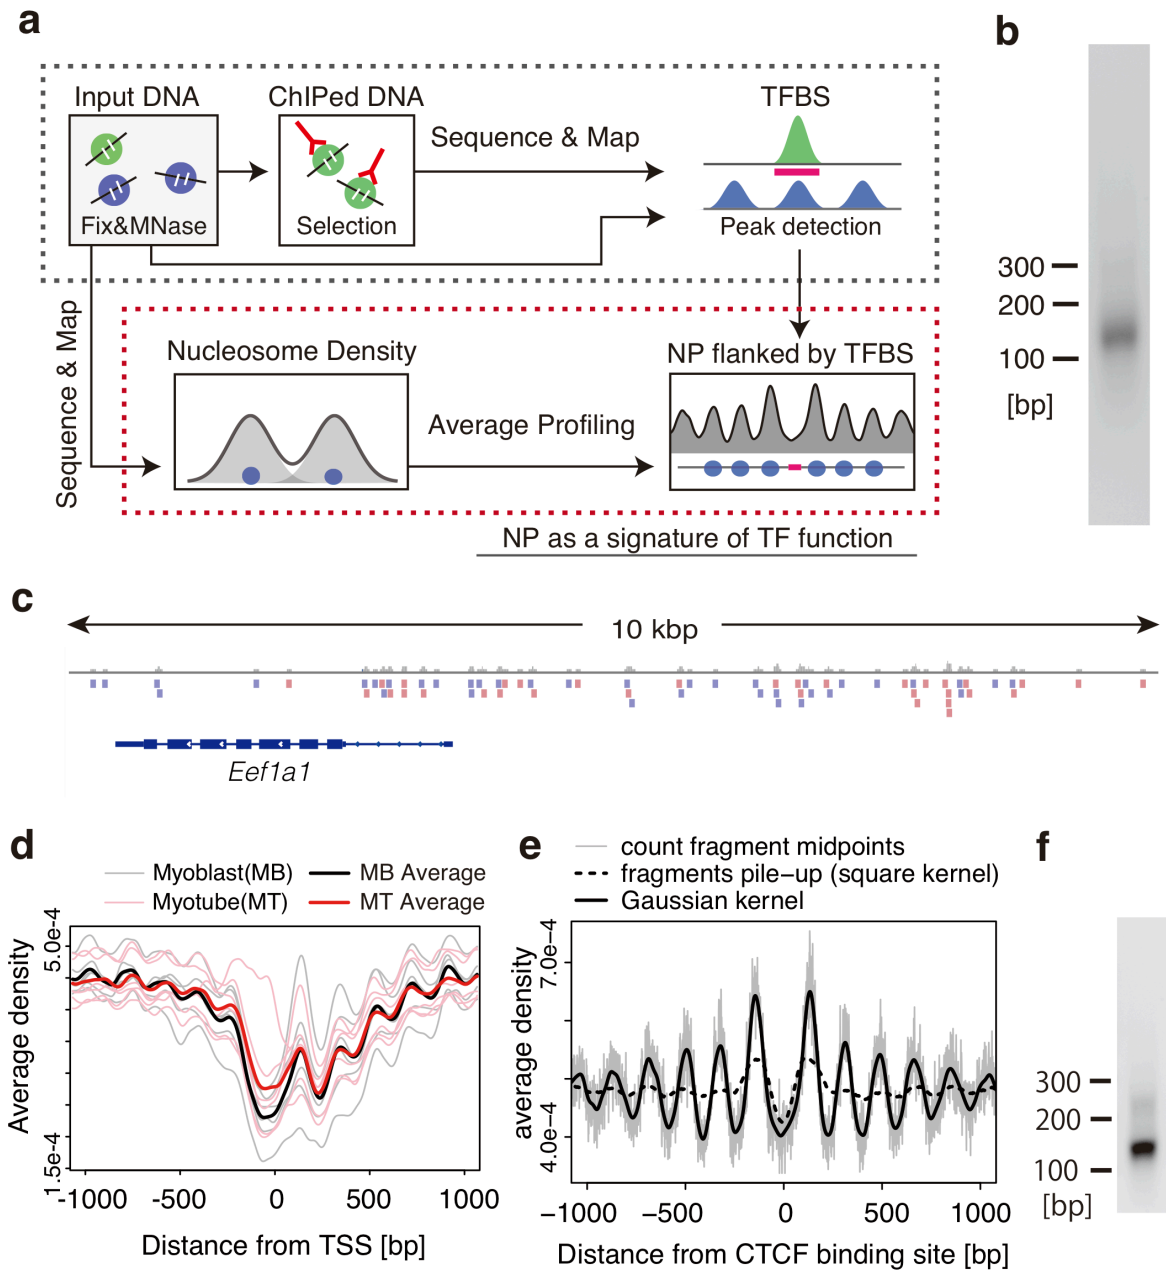 a
Input DNA
ChIPed DNA
TFBS
Sequence & Map
Fix&MNase
Selection
Peak detection
Sequence & Map
Nucleosome Density
NP flanked by TFBS
Average Profiling
NP as a signature of TF function
b
300
200
100
[bp]
c
10 kbp
Eef1a1
d
Myoblast(MB)
MB Average
Myotube(MT)
MT Average
Average density
5.0e-4
1.5e-4
-1000
-500
0
500
1000
Distance from TSS [bp]
e
count fragment midpoints
fragments pile−up (square kernel)
Gaussian kernel
average density
7.0e−4
4.0e−4
−1000
−500
0
500
1000
Distance from CTCF binding site [bp]
f
300
200
100
[bp]